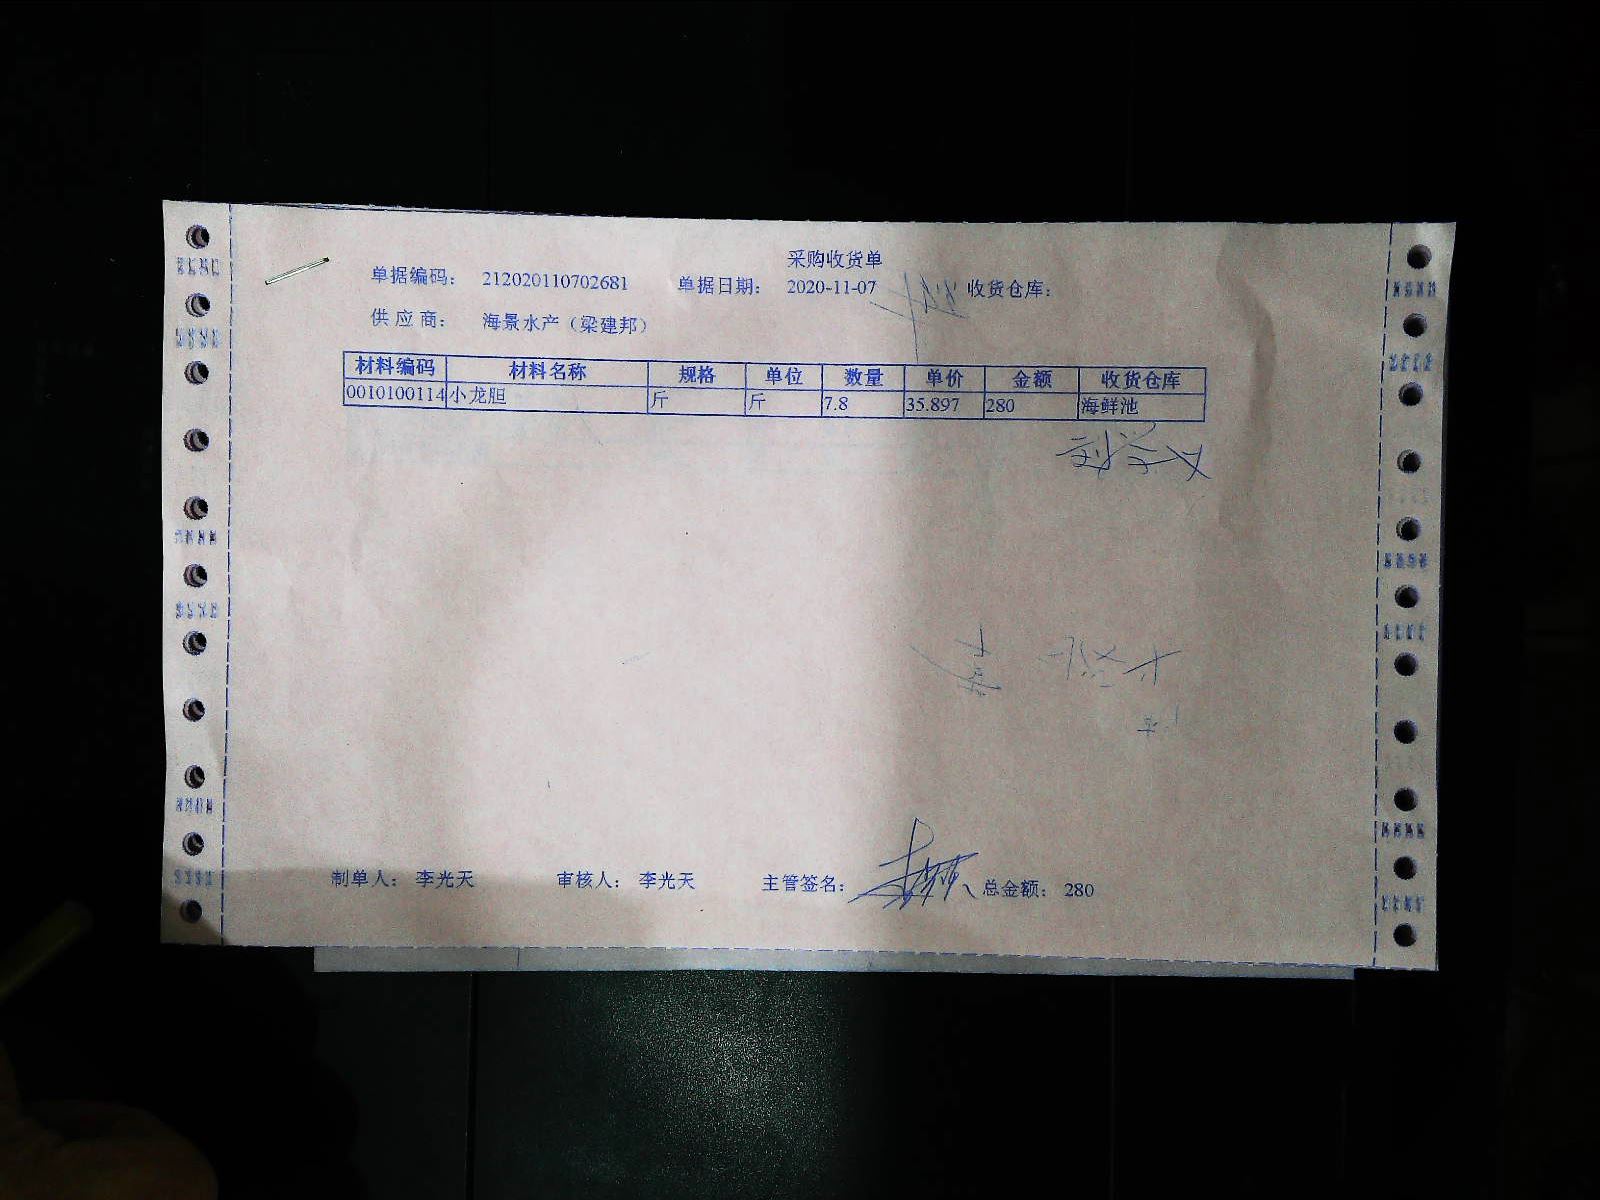 采购收货单
单据编码： 212020110702681 单据日期： 2020-11-07 收货仓库：
供应商： 海景水产（梁建邦）
材料编码 材料名称 规格 单位 数量 单价 金额 收货仓库
0010100114 小龙胆 斤 斤 7.8 35.897 280 海鲜池
制单人： 李光天 审核人： 李光天 主管签名： 总金额： 280